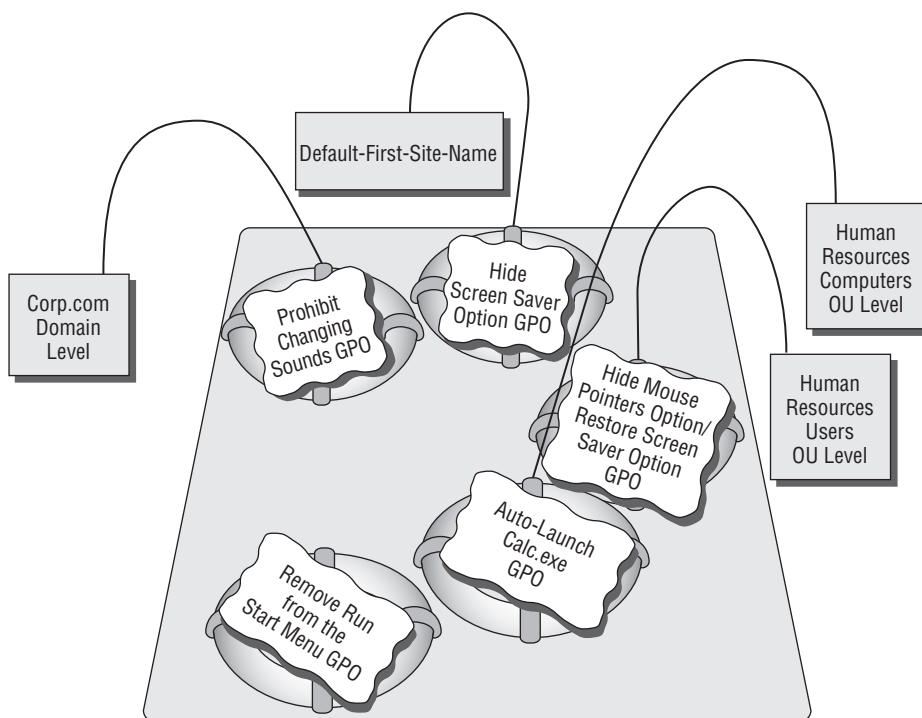 Default-First-Site-Name
Corp.com
Domain
Level
Prohibit
Changing
Sounds GPO
Hide
Screen Saver
Option GPO
Human
Resources
Computers
OU Level
Human
Resources
Users
OU Level
Hide Mouse
Pointers Option/
Restore Screen
Saver Option
GPO
Auto-Launch
Calc.exe
GPO
Remove Run
from the
Start Menu GPO